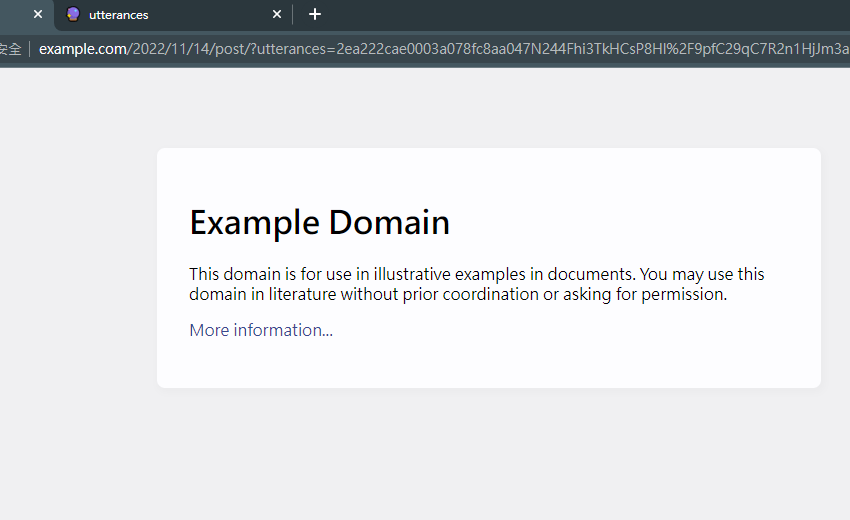 utterances
安全 example.com/2022/11/14/post/?utterances=2ea222cae0003a078fc8aa047N244Fhi3TkHCsP8HI%2F9pfC29qC7R2n1HjJm3a
Example Domain
This domain is for use in illustrative examples in documents. You may use this
domain in literature without prior coordination or asking for permission.
More information...